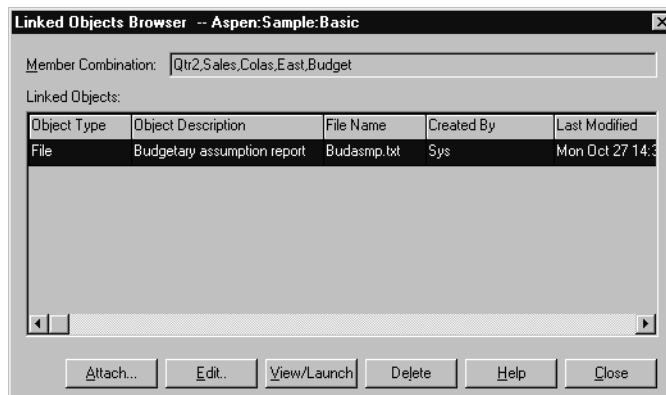 Linked Objects Browser -- Aspen:Sample:Basic
Member Combination: Qtr2,Sales,Colas,East,Budget
Linked Objects:
Object Type Object Description File Name Created By Last Modified
File Budgetary assumption report Budasmp.txt Sys Mon Oct 27 14:3
Attach... Edit.. View/Launch Delete Help Close